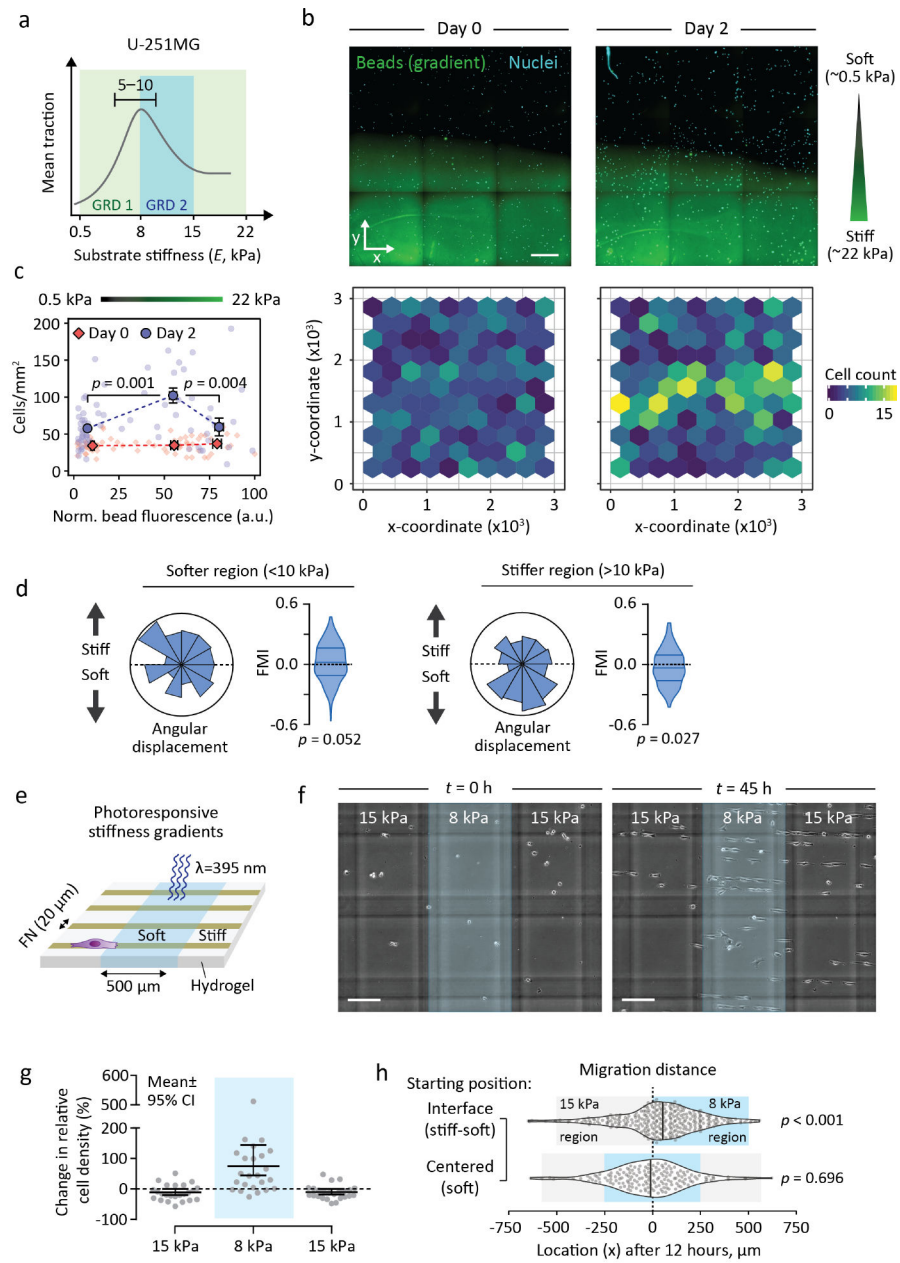 a
U-251MG
5–10
Mean traction
GRD 1
GRD 2
0.5
8
15
22
Substrate stiffness (E, kPa)
b
Day 0
Day 2
Beads (gradient)
Nuclei
y
x
Soft
(~0.5 kPa)
Stiff
(~22 kPa)
3
2
1
0
y-coordinate (x10³)
0 1 2 3
x-coordinate (x10³)
0 1 2 3
x-coordinate (x10³)
Cell count
0 15
c
0.5 kPa
22 kPa
Day 0
Day 2
p = 0.001
p = 0.004
200
150
100
50
0
Cells/mm²
0 25 50 75 100
Norm. bead fluorescence (a.u.)
d
Softer region (<10 kPa)
Stiff
Soft
Angular
displacement
0.6
0.0
-0.6
FMI
p = 0.052
Stiffer region (>10 kPa)
Stiff
Soft
Angular
displacement
0.6
0.0
-0.6
FMI
p = 0.027
e
Photoresponsive
stiffness gradients
λ=395 nm
FN (20 µm)
Soft
Stiff
500 µm
Hydrogel
f
t = 0 h
t = 45 h
15 kPa
8 kPa
15 kPa
15 kPa
8 kPa
15 kPa
g
Mean±
95% CI
600
400
200
100
0
-100
Change in relative
cell density (%)
15 kPa
8 kPa
15 kPa
h
Starting position:
Migration distance
Interface
(stiff-soft)
15 kPa
region
8 kPa
region
p < 0.001
Centered
(soft)
p = 0.696
-750 -500 -250 0 250 500 750
Location (x) after 12 hours, µm